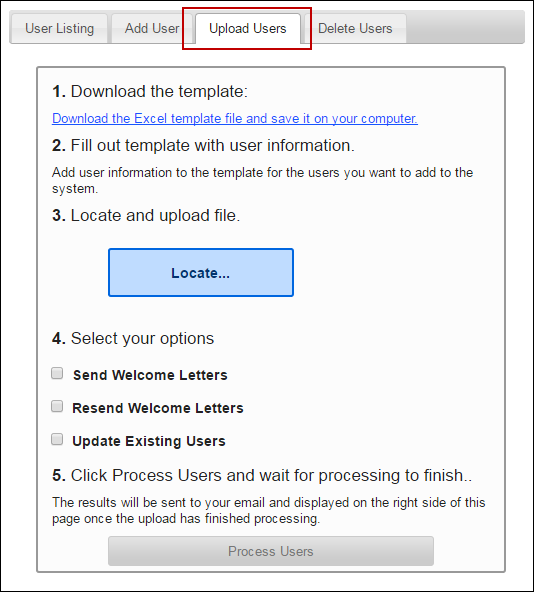 User Listing Add User Upload Users Delete Users
1. Download the template:
Download the Excel template file and save it on your computer.
2. Fill out template with user information.
Add user information to the template for the users you want to add to the
system.
3. Locate and upload file.
Locate...
4. Select your options
Send Welcome Letters
Resend Welcome Letters
Update Existing Users
5. Click Process Users and wait for processing to finish..
The results will be sent to your email and displayed on the right side of this
page once the upload has finished processing.
Process Users